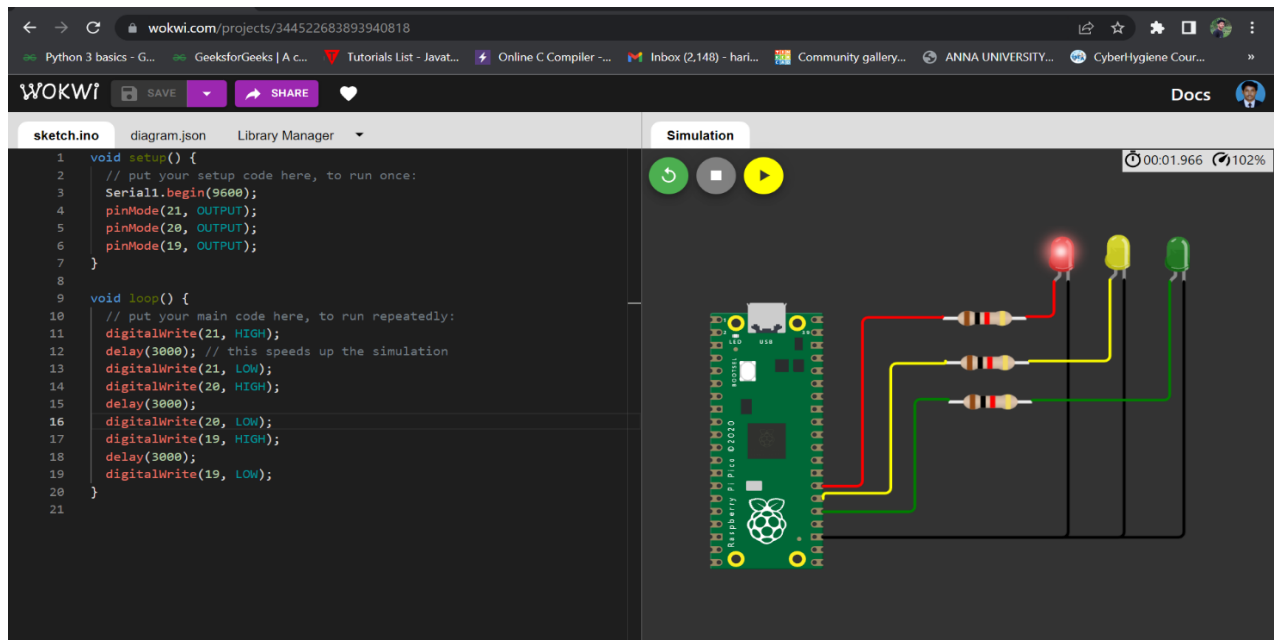 wokwi.com/projects/344522683893940818
Python 3 basics - G... GeeksforGeeks | A c... Tutorials List - Javat... Online C Compiler -... Inbox (2,148) - hari... Community gallery... ANNA UNIVERSITY... CyberHygiene Cour... »
WOKWI SAVE SHARE Docs
sketch.ino diagram.json Library Manager Simulation
00:01.966 102%
1 void setup() {
2 // put your setup code here, to run once:
3 Serial1.begin(9600);
4 pinMode(21, OUTPUT);
5 pinMode(20, OUTPUT);
6 pinMode(19, OUTPUT);
7 }
8
9 void loop() {
10 // put your main code here, to run repeatedly:
11 digitalWrite(21, HIGH);
12 delay(3000); // this speeds up the simulation
13 digitalWrite(21, LOW);
14 digitalWrite(20, HIGH);
15 delay(3000);
16 digitalWrite(20, LOW);
17 digitalWrite(19, HIGH);
18 delay(3000);
19 digitalWrite(19, LOW);
20 }
21
LED USB
BOOTSEL
Raspberry Pi Pico ©2020